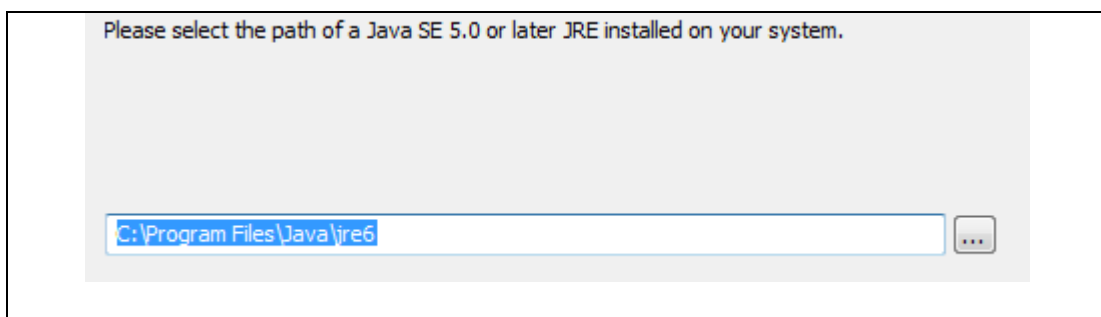 Please select the path of a Java SE 5.0 or later JRE installed on your system.
C:\Program Files\Java\jre6
...